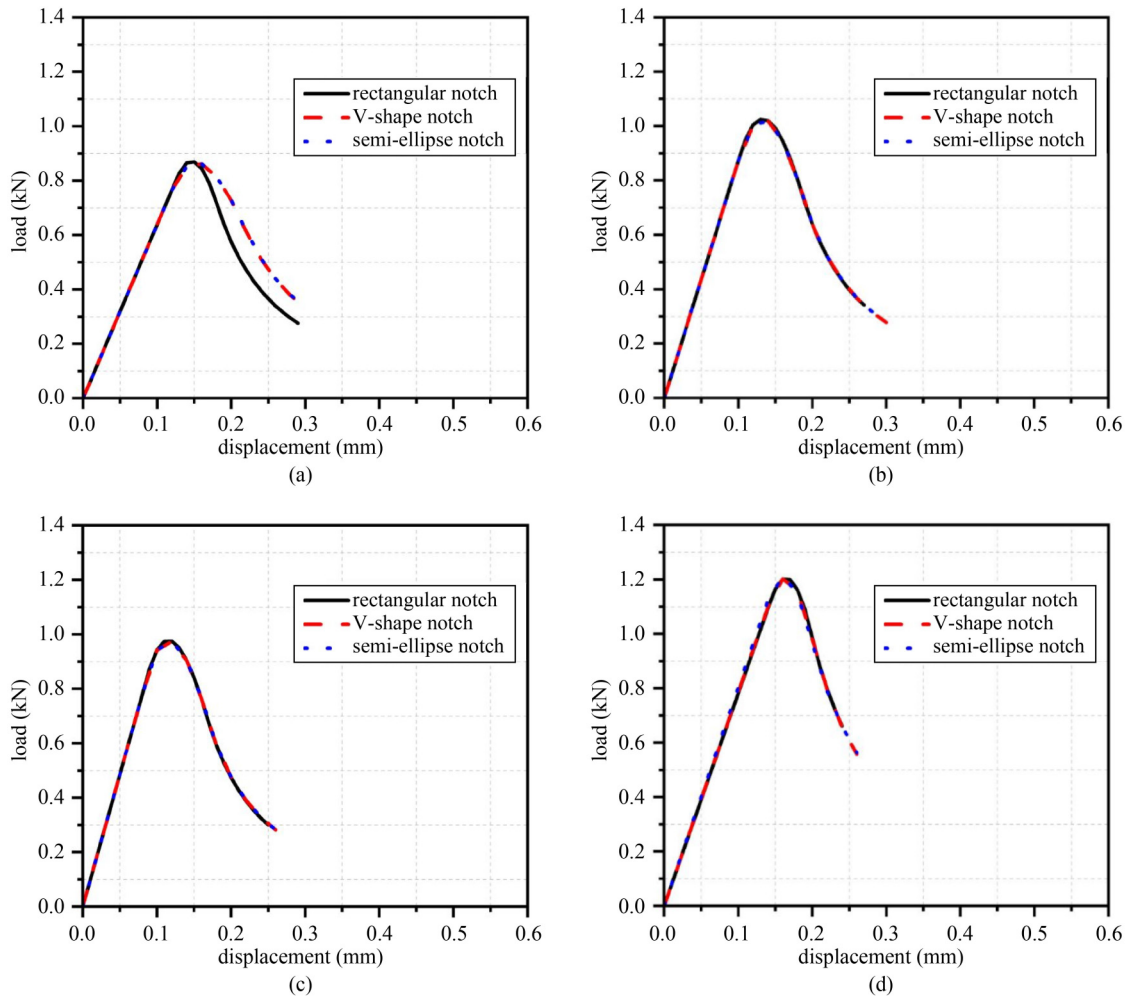 1.4
1.2
1.0
0.8
0.6
0.4
0.2
0.0
load (kN)
rectangular notch
V-shape notch
semi-ellipse notch
0.0 0.1 0.2 0.3 0.4 0.5 0.6
displacement (mm)
(a)
1.4
1.2
1.0
0.8
0.6
0.4
0.2
0.0
load (kN)
rectangular notch
V-shape notch
semi-ellipse notch
0.0 0.1 0.2 0.3 0.4 0.5 0.6
displacement (mm)
(b)
1.4
1.2
1.0
0.8
0.6
0.4
0.2
0.0
load (kN)
rectangular notch
V-shape notch
semi-ellipse notch
0.0 0.1 0.2 0.3 0.4 0.5 0.6
displacement (mm)
(c)
1.4
1.2
1.0
0.8
0.6
0.4
0.2
0.0
load (kN)
rectangular notch
V-shape notch
semi-ellipse notch
0.0 0.1 0.2 0.3 0.4 0.5 0.6
displacement (mm)
(d)